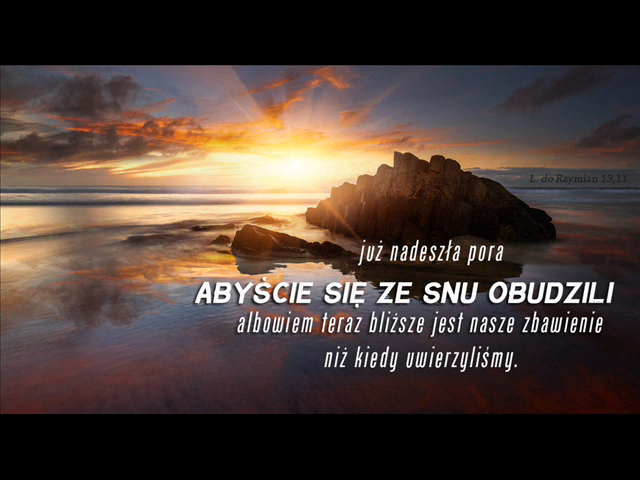 L. do Rzymian 13,11
już nadeszła pora
ABYŚCIE SIĘ ZE SNU OBUDZILI
albowiem teraz bliższe jest nasze zbawienie
niż kiedy uwierzyliśmy.